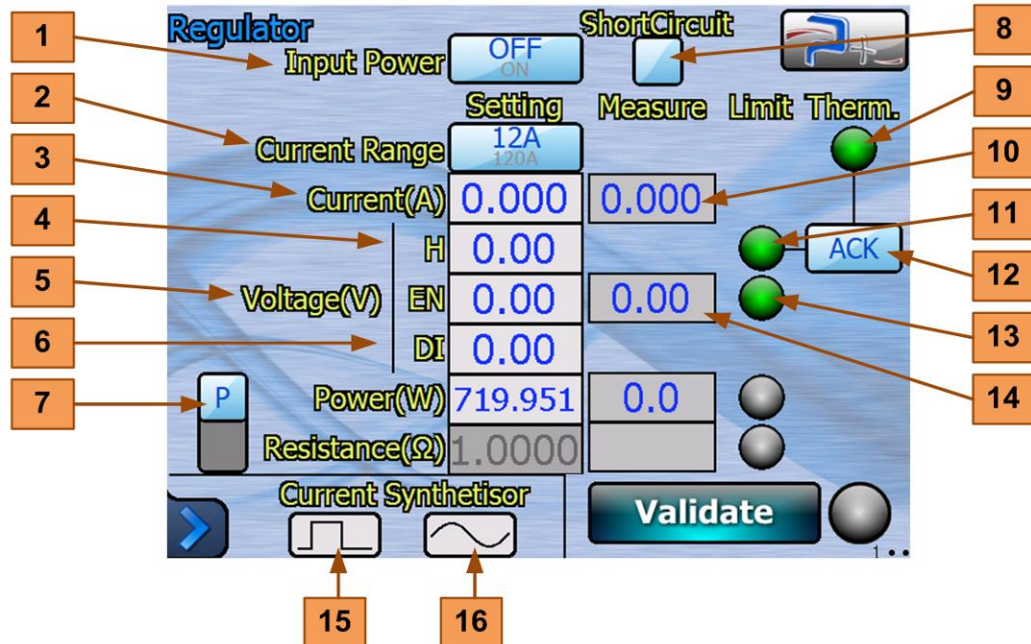 1
2
3
4
5
6
7
8
9
10
11
12
13
14
15
16
Regulator
ShortCircuit
Input Power
OFF
ON
Setting Measure Limit Therm.
Current Range
12A
120A
Current(A) 0.000 0.000
H 0.00
ACK
Voltage(V) EN 0.00 0.00
DI 0.00
P
Power(W) 719.951 0.0
Resistance(Ω) 1.0000
Current Synthetisor
Validate
1